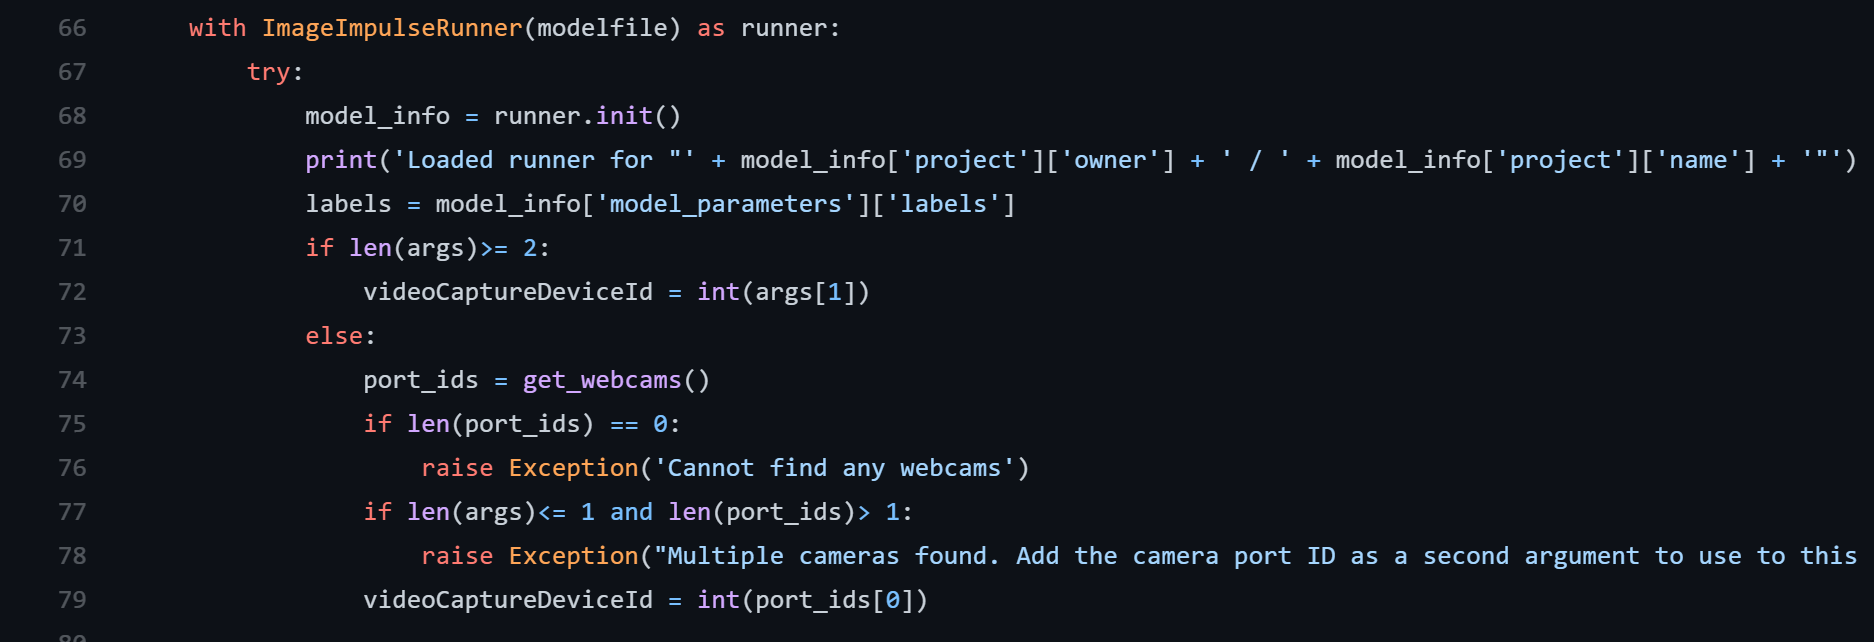 66 with ImageImpulseRunner(modelfile) as runner:
67 try:
68 model_info = runner.init()
69 print('Loaded runner for "' + model_info['project']['owner'] + ' / ' + model_info['project']['name'] + '"')
70 labels = model_info['model_parameters']['labels']
71 if len(args)>= 2:
72 videoCaptureDeviceId = int(args[1])
73 else:
74 port_ids = get_webcams()
75 if len(port_ids) == 0:
76 raise Exception('Cannot find any webcams')
77 if len(args)<= 1 and len(port_ids)> 1:
78 raise Exception("Multiple cameras found. Add the camera port ID as a second argument to use to this
79 videoCaptureDeviceId = int(port_ids[0])